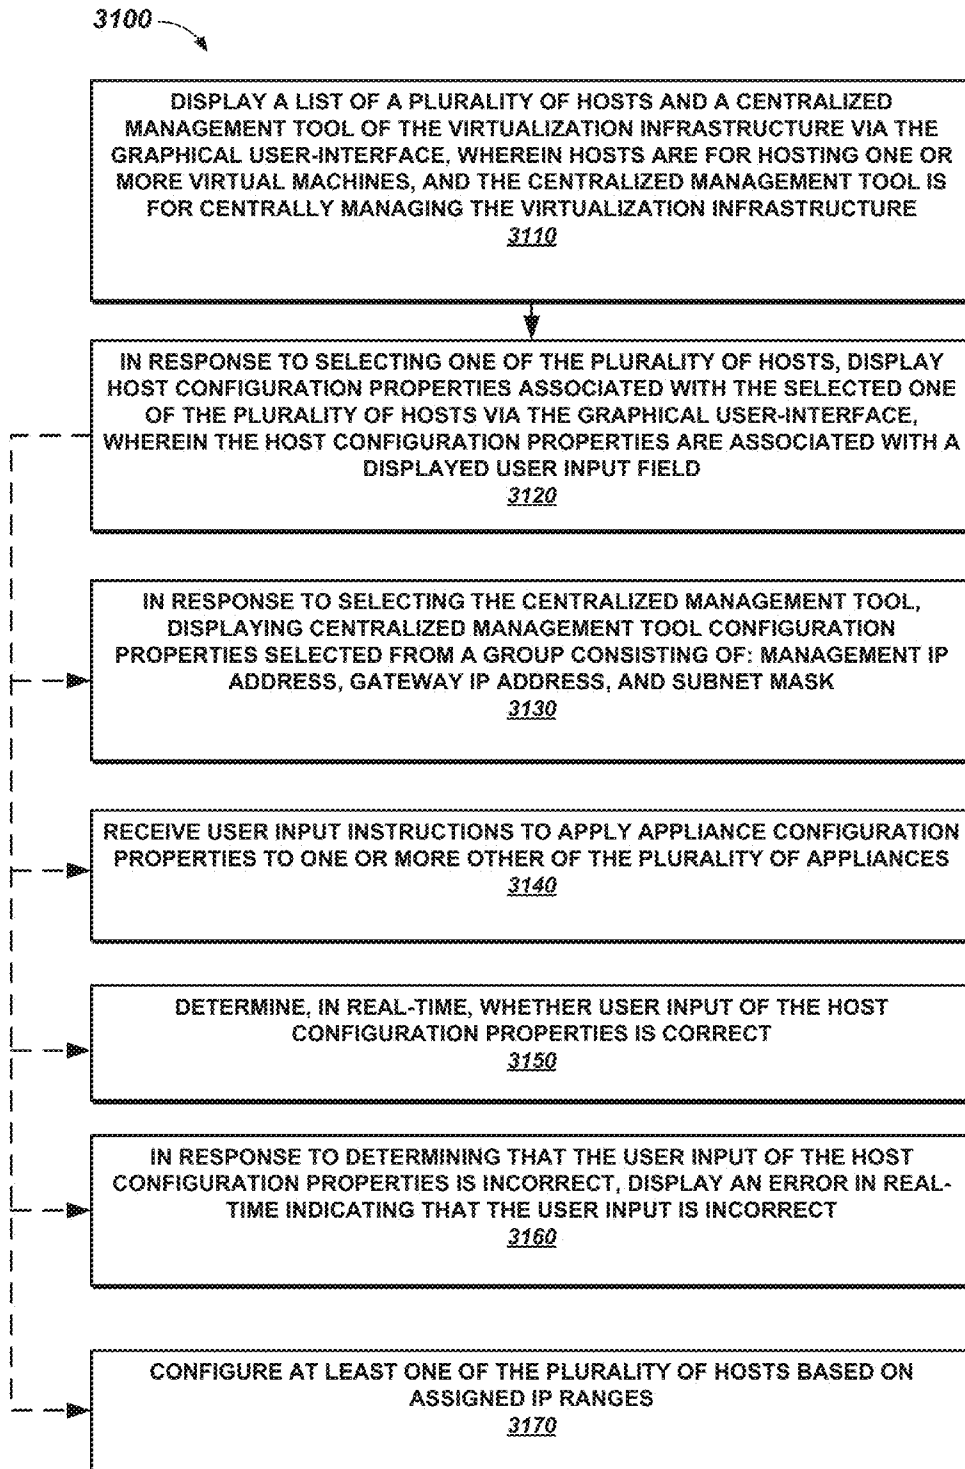 3100
DISPLAY A LIST OF A PLURALITY OF HOSTS AND A CENTRALIZED
MANAGEMENT TOOL OF THE VIRTUALIZATION INFRASTRUCTURE VIA THE
GRAPHICAL USER-INTERFACE, WHEREIN HOSTS ARE FOR HOSTING ONE OR
MORE VIRTUAL MACHINES, AND THE CENTRALIZED MANAGEMENT TOOL IS
FOR CENTRALLY MANAGING THE VIRTUALIZATION INFRASTRUCTURE
3110
IN RESPONSE TO SELECTING ONE OF THE PLURALITY OF HOSTS, DISPLAY
HOST CONFIGURATION PROPERTIES ASSOCIATED WITH THE SELECTED ONE
OF THE PLURALITY OF HOSTS VIA THE GRAPHICAL USER-INTERFACE,
WHEREIN THE HOST CONFIGURATION PROPERTIES ARE ASSOCIATED WITH A
DISPLAYED USER INPUT FIELD
3120
IN RESPONSE TO SELECTING THE CENTRALIZED MANAGEMENT TOOL,
DISPLAYING CENTRALIZED MANAGEMENT TOOL CONFIGURATION
PROPERTIES SELECTED FROM A GROUP CONSISTING OF: MANAGEMENT IP
ADDRESS, GATEWAY IP ADDRESS, AND SUBNET MASK
3130
RECEIVE USER INPUT INSTRUCTIONS TO APPLY APPLIANCE CONFIGURATION
PROPERTIES TO ONE OR MORE OTHER OF THE PLURALITY OF APPLIANCES
3140
DETERMINE, IN REAL-TIME, WHETHER USER INPUT OF THE HOST
CONFIGURATION PROPERTIES IS CORRECT
3150
IN RESPONSE TO DETERMINING THAT THE USER INPUT OF THE HOST
CONFIGURATION PROPERTIES IS INCORRECT, DISPLAY AN ERROR IN REAL-
TIME INDICATING THAT THE USER INPUT IS INCORRECT
3160
CONFIGURE AT LEAST ONE OF THE PLURALITY OF HOSTS BASED ON
ASSIGNED IP RANGES
3170